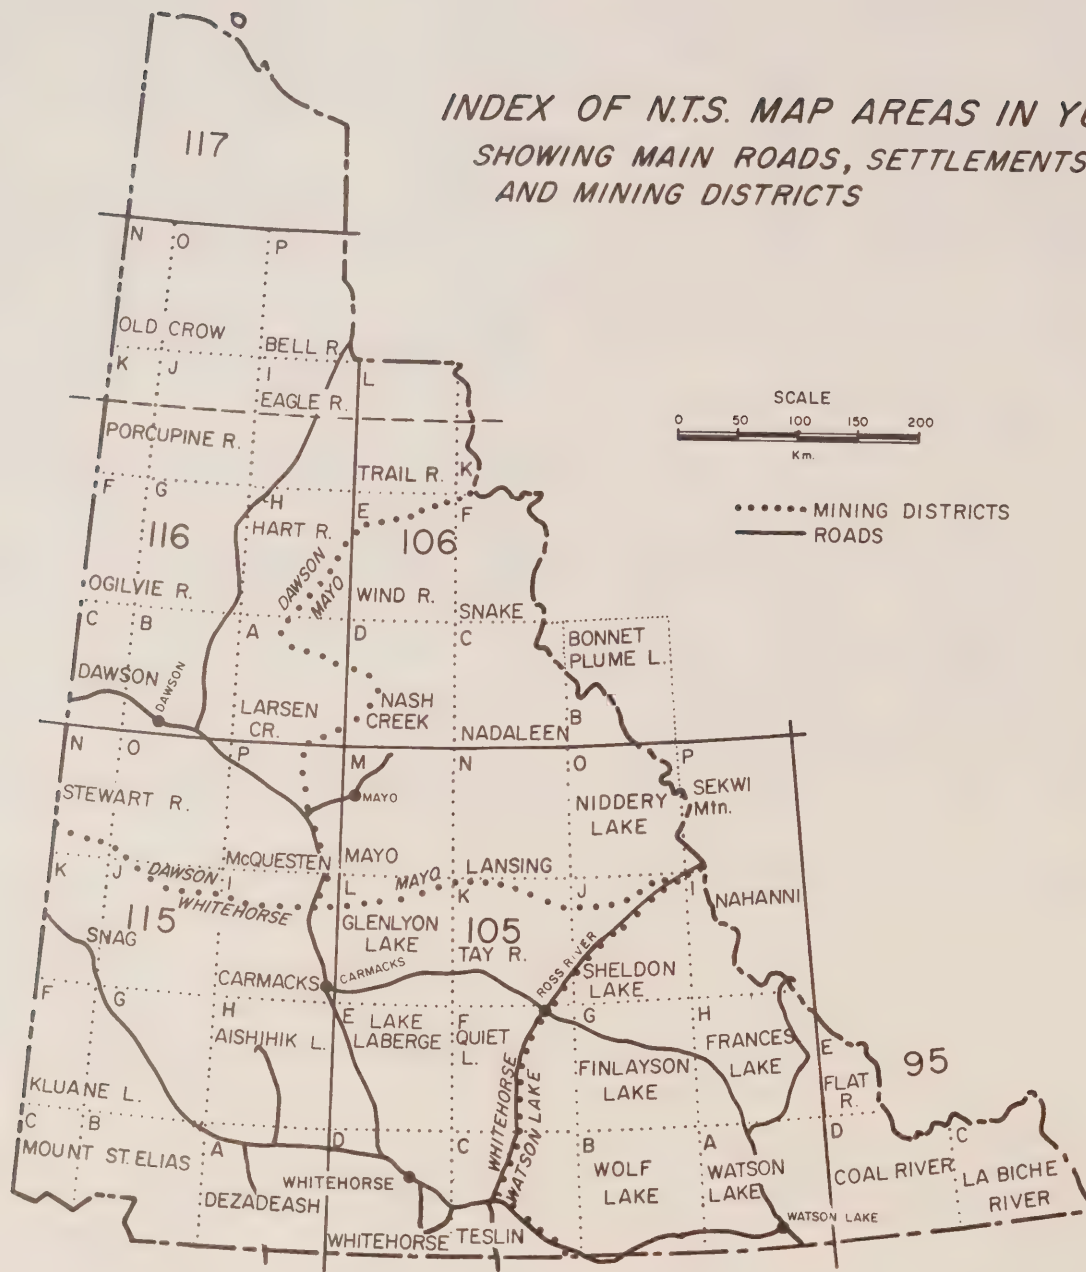 INDEX OF N.T.S. MAP AREAS IN
SHOWING MAIN ROADS, SETTLEMENTS
AND MINING DISTRICTS
117
N O P
OLD CROW
BELL R.
K J I L
EAGLE R.
SCALE
0 50 100 150 200
Km.
PORCUPINE R.
TRAIL R. K
F G H E F
MINING DISTRICTS
ROADS
116
HART R.
106
DAWSON
MAYO
OGILVIE R.
WIND R.
SNAKE
C B A D C
BONNET
PLUME L.
DAWSON
DAWSON
LARSEN
CR.
NASH
CREEK
B
NADALEEN
N O P M N O P
STEWART R.
MAYO
NIDDERY
LAKE
SEKWI
Mtn.
McQUESTEN
MAYO
LANSING
K J I L K J I
DAWSON
WHITEHORSE
MAYO
115
GLENLYON
LAKE
105
TAY R.
NAHANNI
SNAG
CARMACKS
CARMACKS
ROSS RIVER
SHELDON
LAKE
F G H E F G H E
AISHIHIK L.
LAKE
LABERGE
QUIET
L.
FINLAYSON
LAKE
FRANCES
LAKE
FLAT
R.
95
KLUANE L.
WHITEHORSE
WATSON LAKE
C B A D C B A D C
MOUNT ST. ELIAS
DEZADEASH
WHITEHORSE
WHITEHORSE
TESLIN
WOLF
LAKE
WATSON
LAKE
WATSON LAKE
COAL RIVER
LA BICHE
RIVER